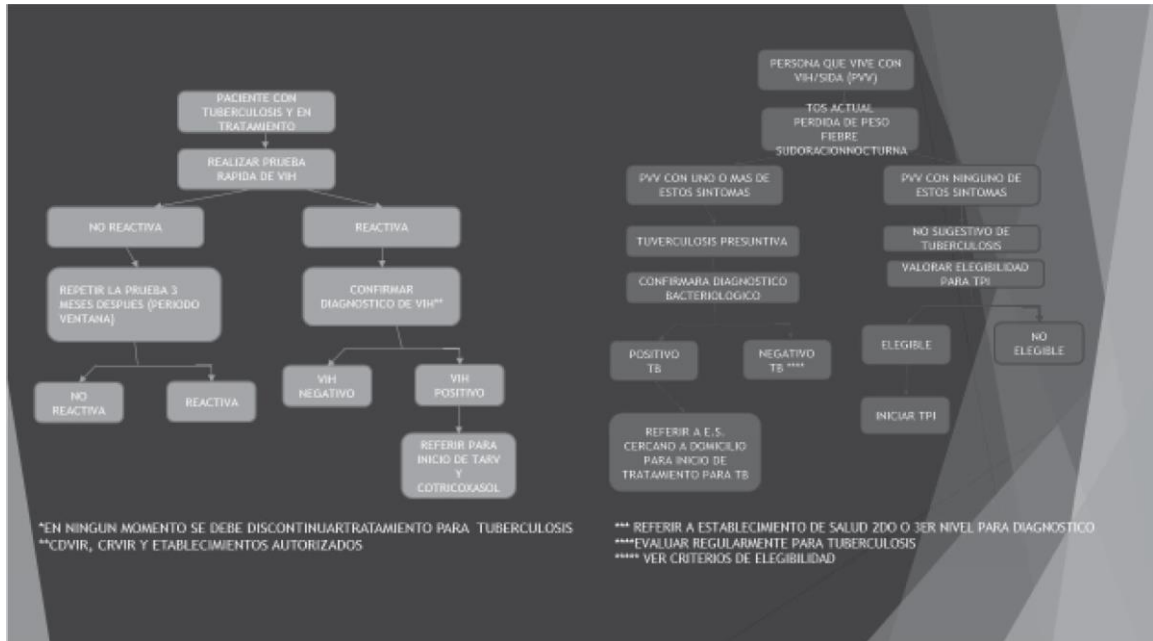 PACIENTE CON
TUBERCULOSIS Y EN
TRATAMIENTO
REALIZAR PRUEBA
RAPIDA DE VIH
NO REACTIVA
REACTIVA
REPETIR LA PRUEBA 3
MESES DESPUES (PERIODO
VENTANA)
CONFIRMAR
DIAGNOSTICO DE VIH**
NO
REACTIVA
REACTIVA
VIH
NEGATIVO
VIH
POSITIVO
REFERIR PARA
INICIO DE TARV
Y
COTRICOXASOL
*EN NINGUN MOMENTO SE DEBE DISCONTINUARTRATAMIENTO PARA TUBERCULOSIS
**CDVIR, CRVIR Y ETABLECIMIENTOS AUTORIZADOS
PERSONA QUE VIVE CON
VIH/SIDA (PVV)
TOS ACTUAL
PERDIDA DE PESO
FIEBRE
SUDORACIONNOCTURNA
PVV CON UNO O MAS DE
ESTOS SINTOMAS
PVV CON NINGUNO DE
ESTOS SINTOMAS
TUVERCULOSIS PRESUNTIVA
NO SUGESTIVO DE
TUBERCULOSIS
CONFIRMARA DIAGNOSTICO
BACTERIOLOGICO
VALORAR ELEGIBILIDAD
PARA TPI
POSITIVO
TB
NEGATIVO
TB ****
ELEGIBLE
NO
ELEGIBLE
INICIAR TPI
REFERIR A E.S.
CERCANO A DOMICILIO
PARA INICIO DE
TRATAMIENTO PARA TB
*** REFERIR A ESTABLECIMIENTO DE SALUD 2DO O 3ER NIVEL PARA DIAGNOSTICO
****EVALUAR REGULARMENTE PARA TUBERCULOSIS
***** VER CRITERIOS DE ELEGIBILIDAD